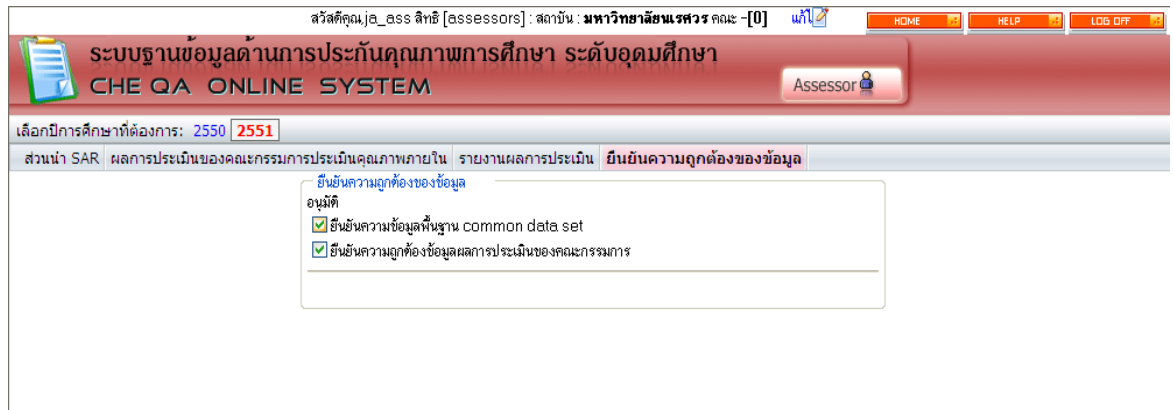 สวัสดีคุณ,ja_ass สิทธิ [assessors] : สถาบัน : มหาวิทยาลัยนเรศวร คณะ -[0] แก้ไข HOME HELP LOG OFF
ระบบฐานข้อมูลด้านการประกันคุณภาพการศึกษา ระดับอุดมศึกษา
CHE QA ONLINE SYSTEM
Assessor
เลือกปีการศึกษาที่ต้องการ: 2550 2551
ส่วนนำ SAR ผลการประเมินของคณะกรรมการประเมินคุณภาพภายใน รายงานผลการประเมิน ยืนยันความถูกต้องของข้อมูล
ยืนยันความถูกต้องของข้อมูล
อนุมัติ
ยืนยันความข้อมูลพื้นฐาน common data set
ยืนยันความถูกต้องข้อมูลผลการประเมินของคณะกรรมการ